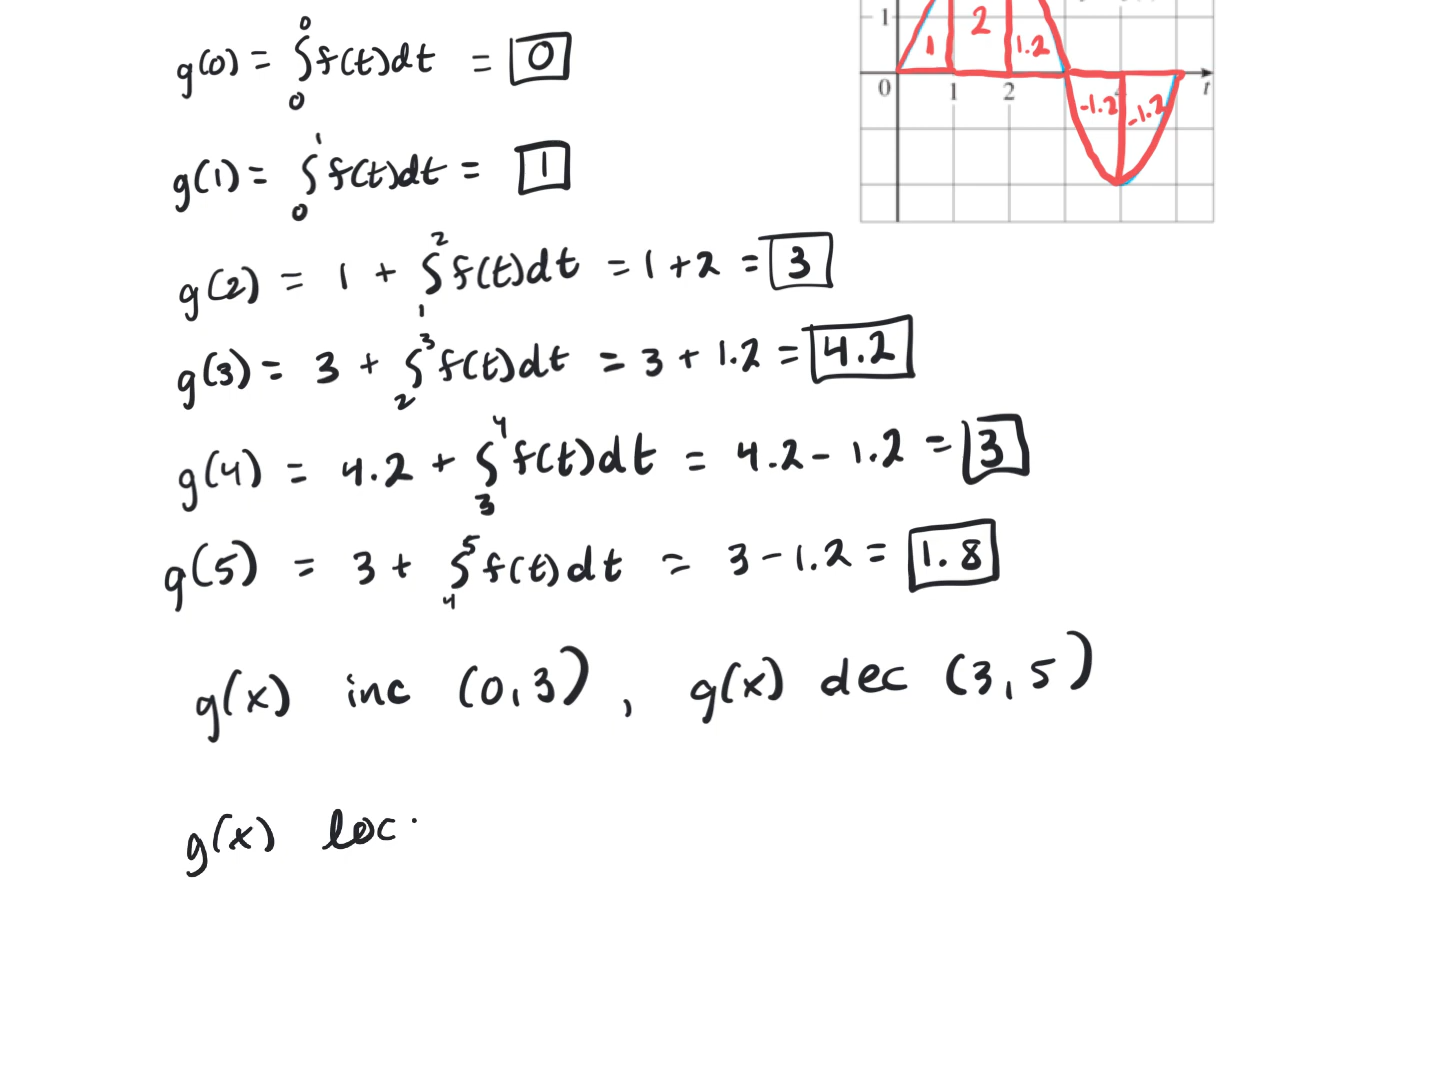 g(0) = ∫₀⁰ f(t)dt = 0
g(1) = ∫₀¹ f(t)dt = 1
g(2) = 1 + ∫₁² f(t)dt = 1 + 2 = 3
g(3) = 3 + ∫₂³ f(t)dt = 3 + 1.2 = 4.2
g(4) = 4.2 + ∫₃⁴ f(t)dt = 4.2 - 1.2 = 3
g(5) = 3 + ∫₄⁵ f(t)dt = 3 - 1.2 = 1.8
g(x) inc (0,3), g(x) dec (3,5)
g(x) loc.
1
1 2 1.2
0 1 2 t
-1.2 -1.2